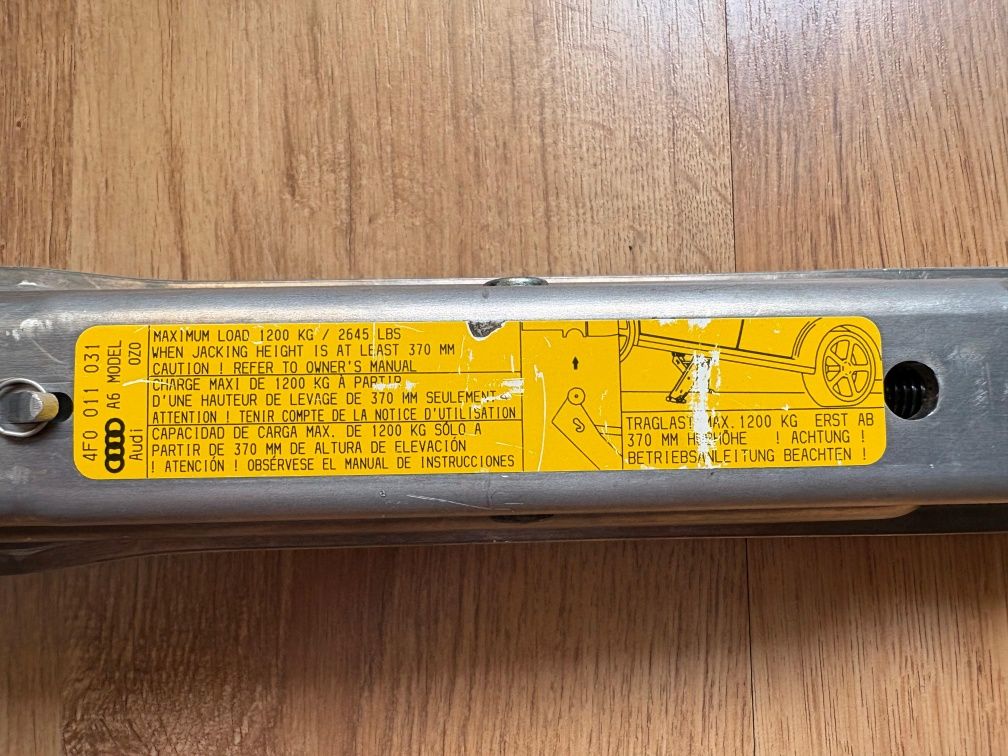 4F0 011 031
A6 MODEL
Audi
0Z0
MAXIMUM LOAD 1200 KG / 2645 LBS
WHEN JACKING HEIGHT IS AT LEAST 370 MM
CAUTION ! REFER TO OWNER'S MANUAL
CHARGE MAXI DE 1200 KG À PARTIR
D'UNE HAUTEUR DE LEVAGE DE 370 MM SEULEMENT
ATTENTION ! TENIR COMPTE DE LA NOTICE D'UTILISATION
CAPACIDAD DE CARGA MAX. DE 1200 KG SÓLO A
PARTIR DE 370 MM DE ALTURA DE ELEVACIÓN
! ATENCIÓN ! OBSÉRVESE EL MANUAL DE INSTRUCCIONES
TRAGLAST MAX. 1200 KG ERST AB
370 MM HUBHÖHE ! ACHTUNG !
BETRIEBSANLEITUNG BEACHTEN !